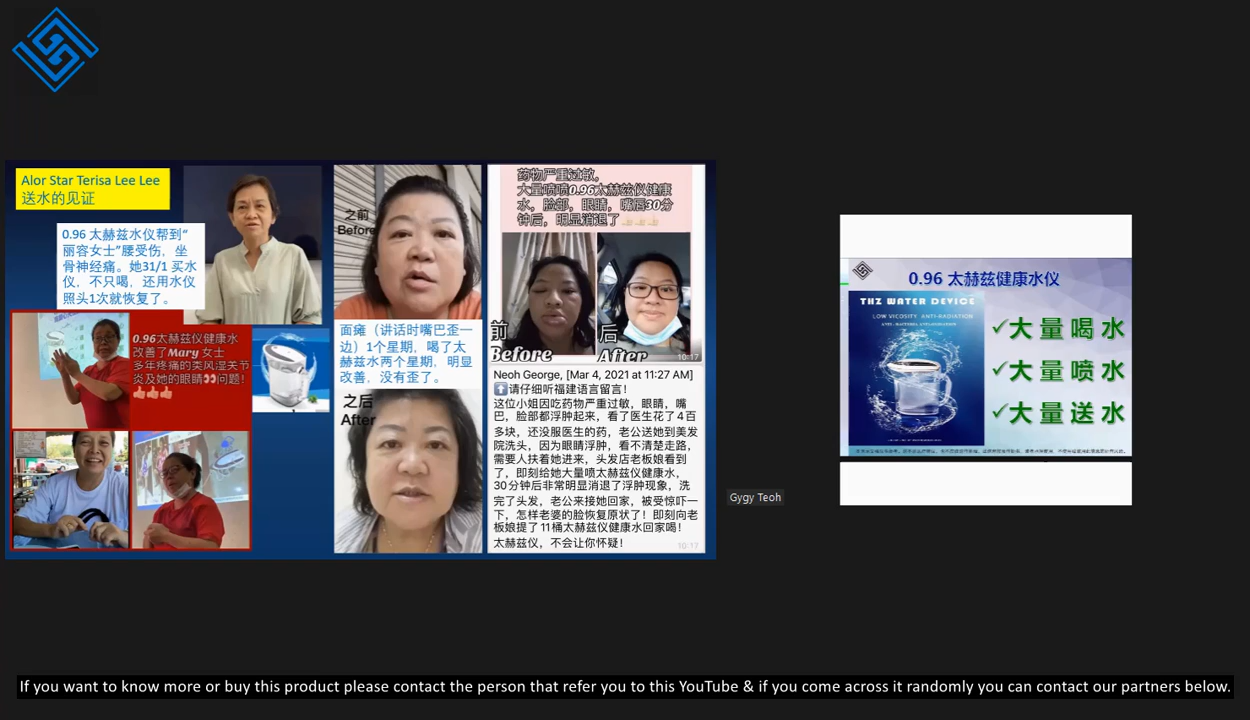 Alor Star Terisa Lee Lee
送水的见证
0.96 太赫兹水仪帮到“
丽容女士”腰受伤，坐
骨神经痛。她31/1 买水
仪，不只喝，还用水仪
照头1次就恢复了。
0.96太赫兹仪健康水
改善了Mary 女士
多年疼痛的类风湿关节
炎及她的眼睛👀问题！
👍🏻👍🏻👍🏻
之前
Before
面瘫（讲话时嘴巴歪一
边）1个星期，喝了太
赫兹水两个星期，明显
改善，没有歪了。
之后
After
药物严重过敏。
大量喷喷0.96太赫兹仪健康
水，脸部，眼睛，嘴唇30分
钟后，明显消退了
前
Before
后
After
10:17
Neoh George, [Mar 4, 2021 at 11:27 AM]
⬆️请仔细听福建语言留言！
这位小姐因吃药物严重过敏，眼睛，嘴
巴，脸部都浮肿起来，看了医生花了4百
多块，还没服医生的药，老公送她到美发
院洗头，因为眼睛浮肿，看不清楚走路，
需要人扶着她进来，头发店老板娘看到
了，即刻给她大量喷太赫兹仪健康水，
30分钟后非常明显消退了浮肿现象，洗
完了头发，老公来接她回家，被受惊吓一
下，怎样老婆的脸恢复原状了！即刻向老
板娘提了11桶太赫兹仪健康水回家喝！
太赫兹仪，不会让你怀疑！
10:17
Gygy Teoh
0.96 太赫兹健康水仪
THZ WATER DEVICE
LOW VISCOSITY ANTI-RADIATION
✓大量喝水
✓大量喷水
✓大量送水
If you want to know more or buy this product please contact the person that refer you to this YouTube & if you come across it randomly you can contact our partners below.